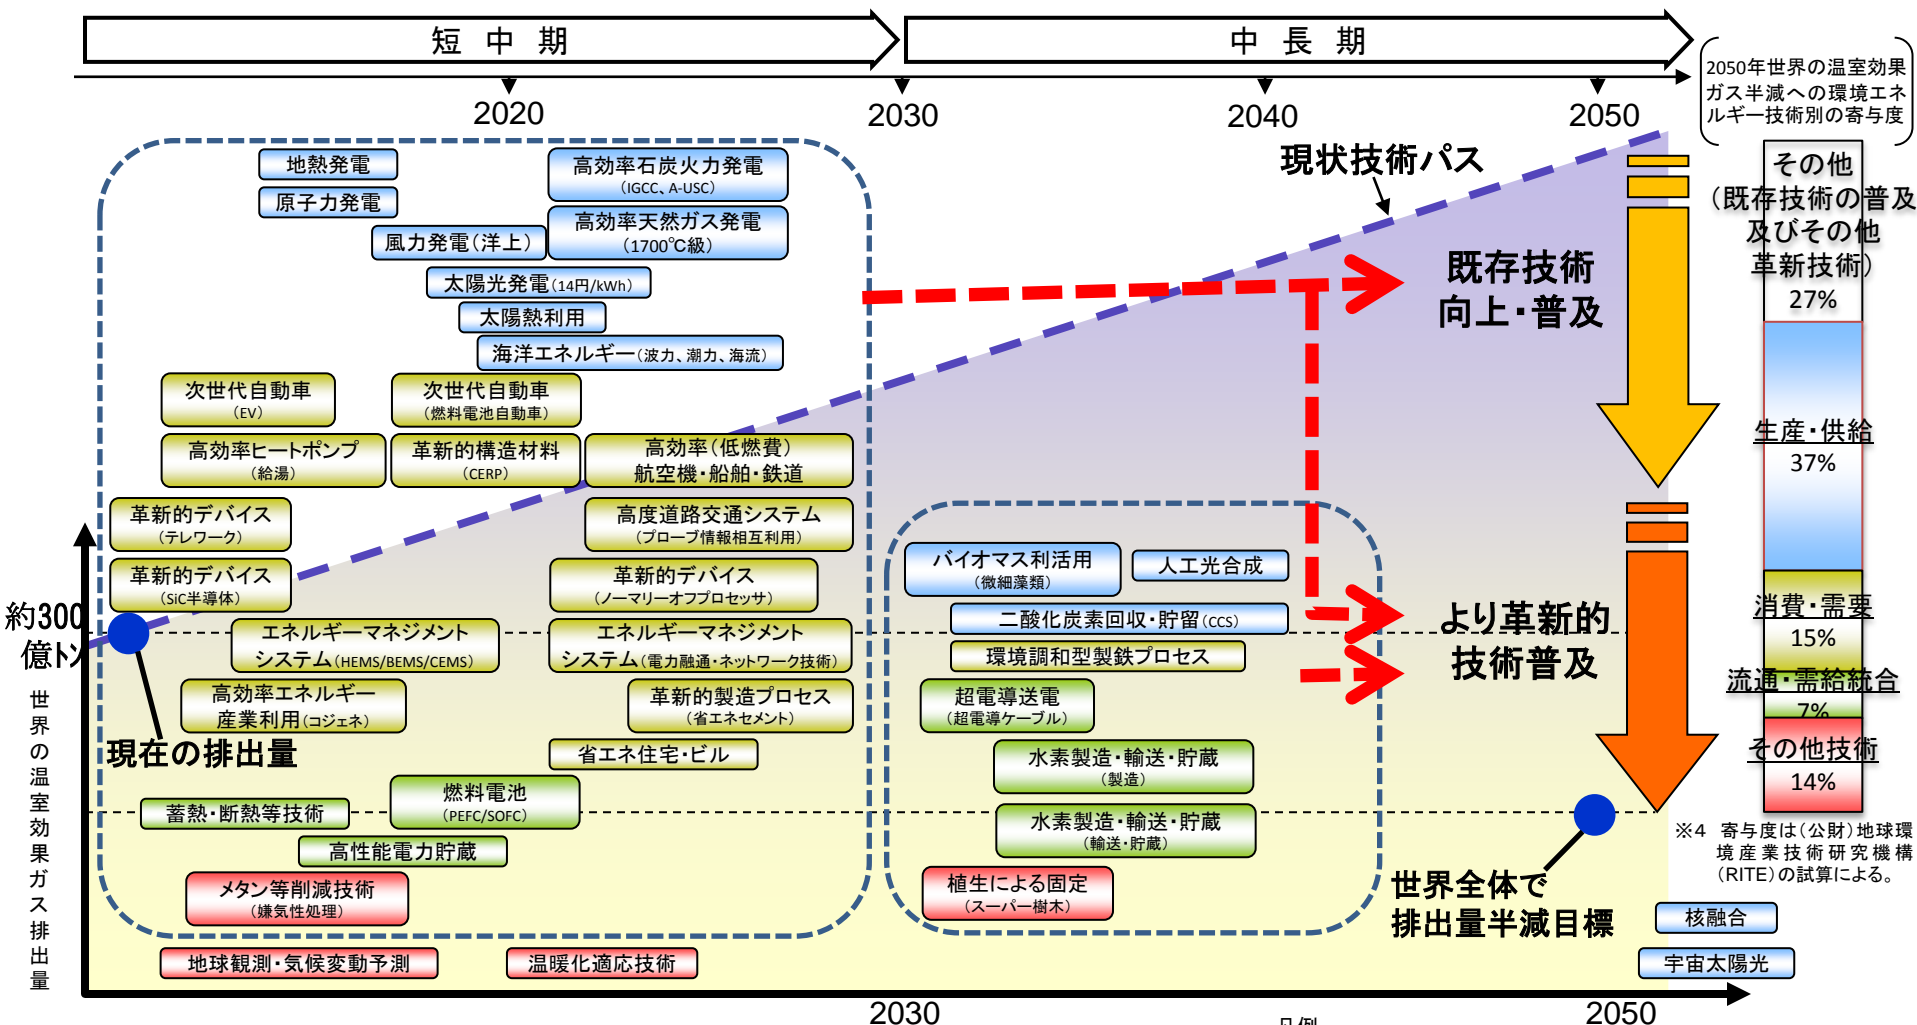 短 中 期
中 長 期
2020
2030
2040
2050
2050年世界の温室効果
ガス半減への環境エネ
ルギー技術別の寄与度
地熱発電
原子力発電
風力発電(洋上)
太陽光発電(14円/kWh)
太陽熱利用
海洋エネルギー(波力、潮力、海流)
高効率石炭火力発電
(IGCC、A-USC)
高効率天然ガス発電
(1700℃級)
次世代自動車
(EV)
次世代自動車
(燃料電池自動車)
高効率ヒートポンプ
(給湯)
革新的構造材料
(CERP)
高効率(低燃費)
航空機・船舶・鉄道
革新的デバイス
(テレワーク)
高度道路交通システム
(プローブ情報相互利用)
革新的デバイス
(SiC半導体)
革新的デバイス
(ノーマリーオフプロセッサ)
エネルギーマネジメント
システム(HEMS/BEMS/CEMS)
エネルギーマネジメント
システム(電力融通・ネットワーク技術)
高効率エネルギー
産業利用(コジェネ)
革新的製造プロセス
(省エネセメント)
省エネ住宅・ビル
蓄熱・断熱等技術
燃料電池
(PEFC/SOFC)
高性能電力貯蔵
メタン等削減技術
(嫌気性処理)
地球観測・気候変動予測
温暖化適応技術
約300
億トン
世界の温室効果ガス排出量
現在の排出量
現状技術パス
既存技術
向上・普及
より革新的
技術普及
バイオマス利活用
(微細藻類)
人工光合成
二酸化炭素回収・貯留(CCS)
環境調和型製鉄プロセス
超電導送電
(超電導ケーブル)
水素製造・輸送・貯蔵
(製造)
水素製造・輸送・貯蔵
(輸送・貯蔵)
植生による固定
(スーパー樹木)
世界全体で
排出量半減目標
核融合
宇宙太陽光
その他
(既存技術の普及
及びその他
革新技術)
27%
生産・供給
37%
消費・需要
15%
流通・需給統合
7%
その他技術
14%
※4 寄与度は(公財)地球環
境産業技術研究機構
(RITE)の試算による。
2030
2050
凡例